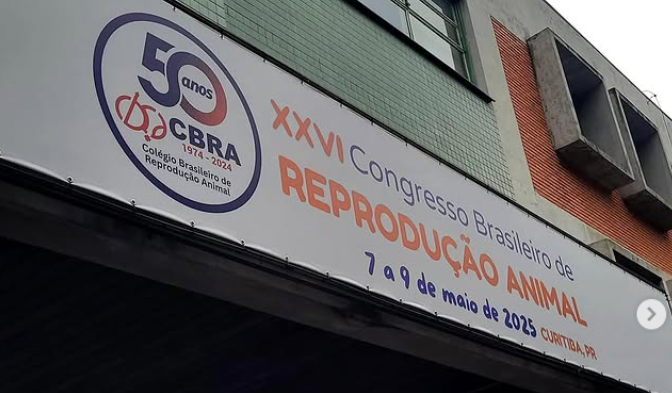 50
anos
CBRA
1974 - 2024
Colégio Brasileiro de
Reprodução Animal
XXVI Congresso Brasileiro de
REPRODUÇÃO ANIMAL
7 a 9 de maio de 2025 CURITIBA, PR